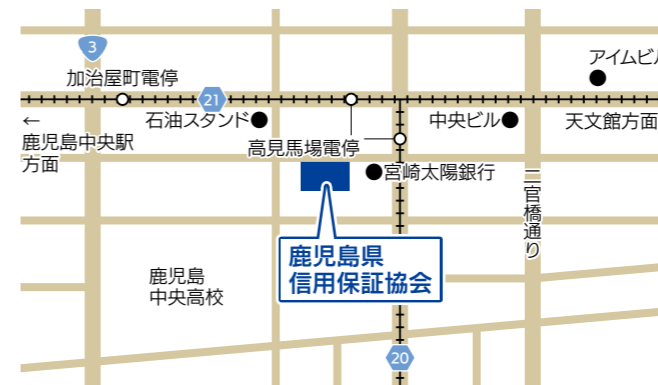 3
アイムビル
加治屋町電停
21
←
鹿児島中央駅
方面
石油スタンド
中央ビル
天文館方面
高見馬場電停
宮崎太陽銀行
二官橋通り
鹿児島県
信用保証協会
鹿児島
中央高校
20